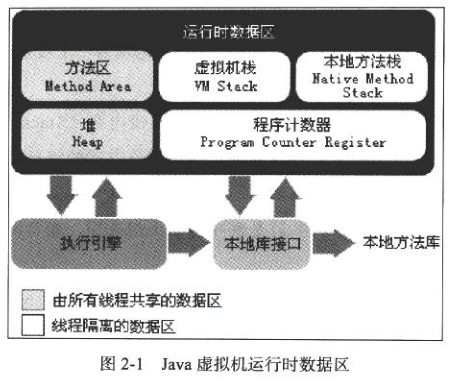 运行时数据区
方法区
Method Area
虚拟机栈
VM Stack
本地方法栈
Native Method
Stack
堆
Heap
程序计数器
Program Counter Register
执行引擎
本地库接口
本地方法库
由所有线程共享的数据区
线程隔离的数据区
图 2-1 Java 虚拟机运行时数据区